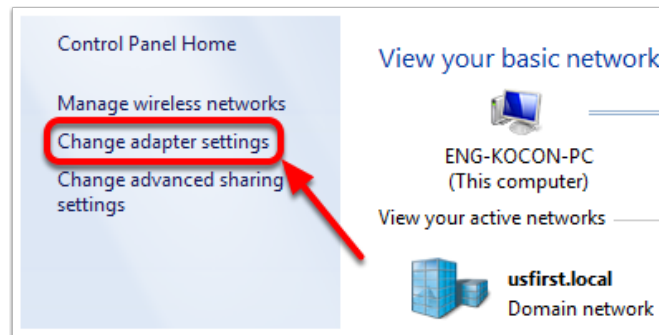 Control Panel Home
Manage wireless networks
Change adapter settings
Change advanced sharing
settings
View your basic network
ENG-KOCON-PC
(This computer)
View your active networks
usfirst.local
Domain network